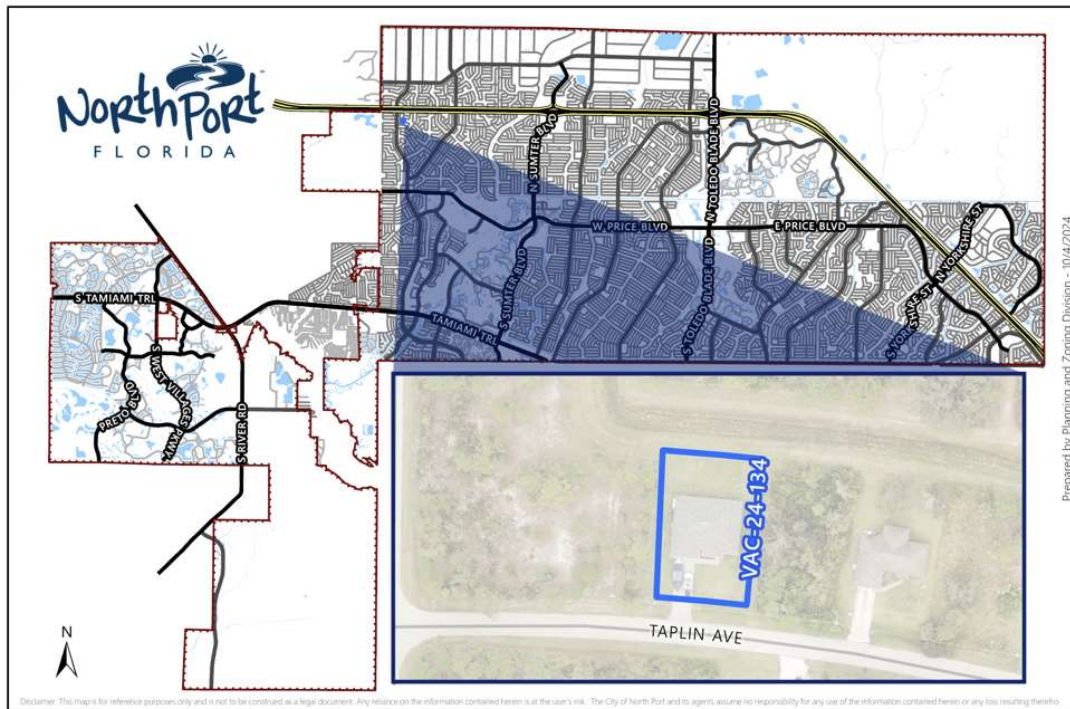 NorthPort
FLORIDA
N SUMTER BLVD
N TOLEDO BLADE BLVD
W PRICE BLVD
E PRICE BLVD
N YORKSHIRE ST
S YORKSHIRE ST
S TAMIAMI TRL
S SUMTER BLVD
S TOLEDO BLADE BLVD
TAMIAMI TRL
S WEST VILLAGES PKWY
PRETO BLVD
S RIVER RD
VAC-24-134
TAPLIN AVE
N
Prepared by Planning and Zoning Division - 10/4/2024
Disclaimer: This map is for reference purposes only and is not to be construed as a legal document. Any reliance on the information contained herein is at the user's risk. The City of North Port and its agents assume no responsibility for any use of the information contained herein or any loss resulting therefro